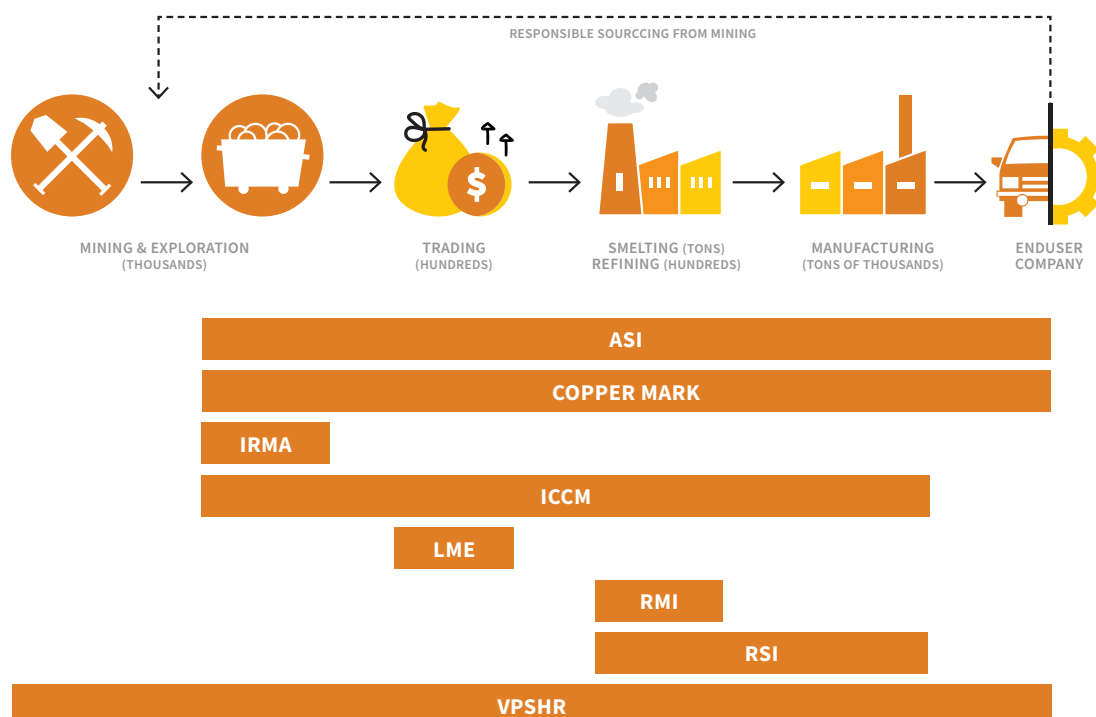 RESPONSIBLE SOURCCING FROM MINING
$
MINING & EXPLORATION
(THOUSANDS)
TRADING
(HUNDREDS)
SMELTING (TONS)
REFINING (HUNDREDS)
MANUFACTURING
(TONS OF THOUSANDS)
ENDUSER
COMPANY
ASI
COPPER MARK
IRMA
ICCM
LME
RMI
RSI
VPSHR